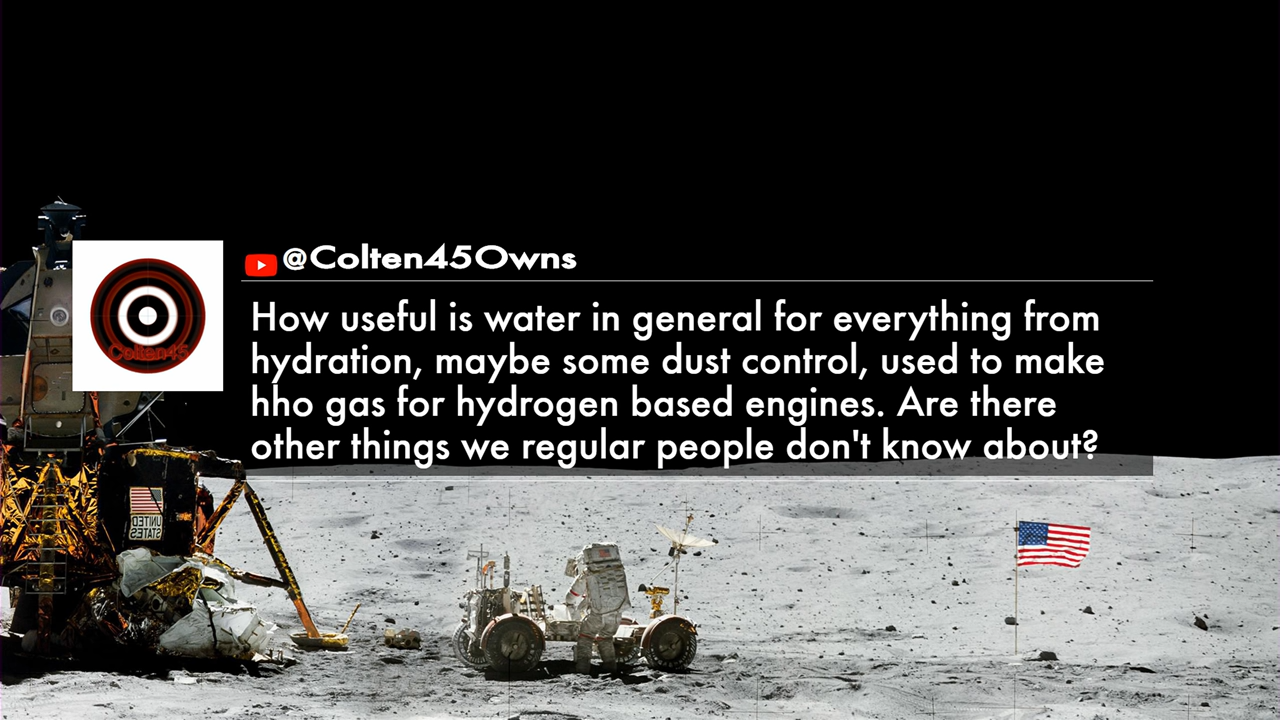 @Colten45Owns
How useful is water in general for everything from
hydration, maybe some dust control, used to make
hho gas for hydrogen based engines. Are there
other things we regular people don't know about?
Colten45
UNITED
STATES